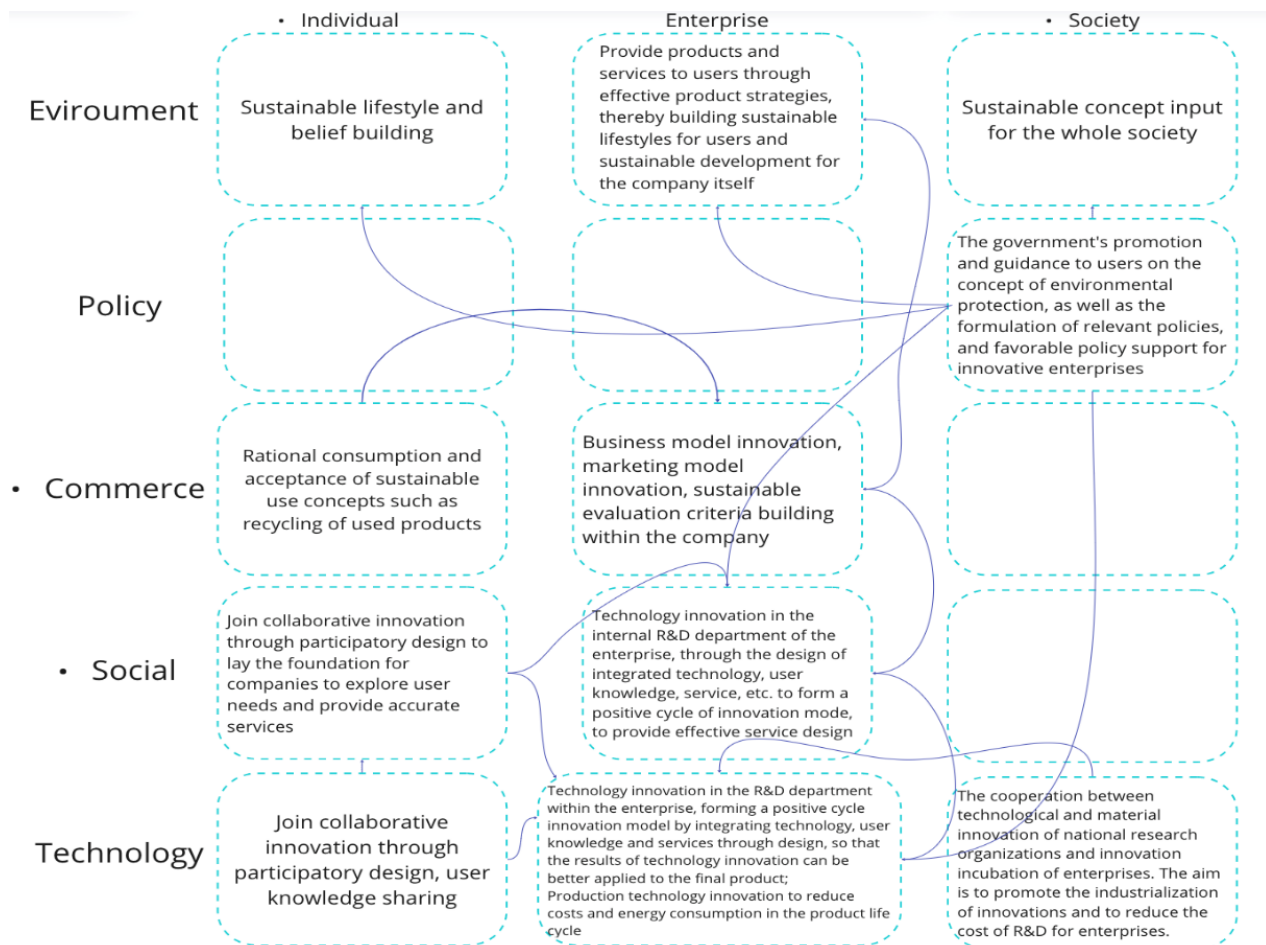 • Individual
Enterprise
• Society
Eviroument
Sustainable lifestyle and
belief building
Provide products and
services to users through
effective product strategies,
thereby building sustainable
lifestyles for users and
sustainable development for
the company itself
Sustainable concept input
for the whole society
Policy
The government's promotion
and guidance to users on the
concept of environmental
protection, as well as the
formulation of relevant policies,
and favorable policy support for
innovative enterprises
• Commerce
Rational consumption and
acceptance of sustainable
use concepts such as
recycling of used products
Business model innovation,
marketing model
innovation, sustainable
evaluation criteria building
within the company
• Social
Join collaborative innovation
through participatory design to
lay the foundation for
companies to explore user
needs and provide accurate
services
Technology innovation in the
internal R&D department of the
enterprise, through the design of
integrated technology, user
knowledge, service, etc. to form a
positive cycle of innovation mode,
to provide effective service design
Technology
Join collaborative
innovation through
participatory design, user
knowledge sharing
Technology innovation in the R&D department
within the enterprise, forming a positive cycle
innovation model by integrating technology, user
knowledge and services through design, so that
the results of technology innovation can be
better applied to the final product;
Production technology innovation to reduce
costs and energy consumption in the product life
cycle
The cooperation between
technological and material
innovation of national research
organizations and innovation
incubation of enterprises. The aim
is to promote the industrialization
of innovations and to reduce the
cost of R&D for enterprises.